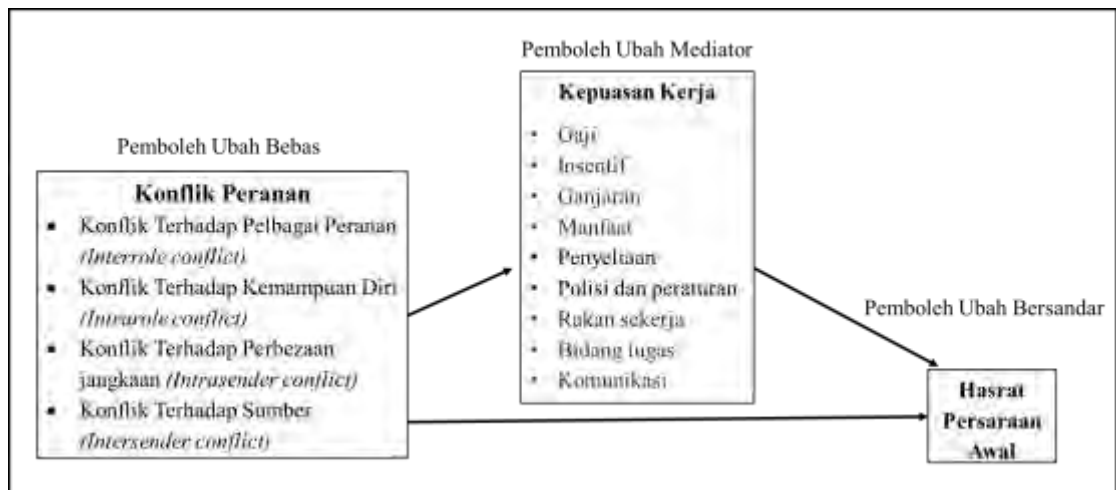 Pemboleh Ubah Mediator
Kepuasan Kerja
• Gaji
• Insentif
• Ganjaran
• Manfaat
• Penyeliaan
• Polisi dan peraturan
• Rakan sekerja
• Bidang tugas
• Komunikasi
Pemboleh Ubah Bebas
Konflik Peranan
▪ Konflik Terhadap Pelbagai Peranan
(Interrole conflict)
▪ Konflik Terhadap Kemampuan Diri
(Intrarole conflict)
▪ Konflik Terhadap Perbezaan
jangkaan (Intrasender conflict)
▪ Konflik Terhadap Sumber
(Intersender conflict)
Pemboleh Ubah Bersandar
Hasrat
Persaraan
Awal